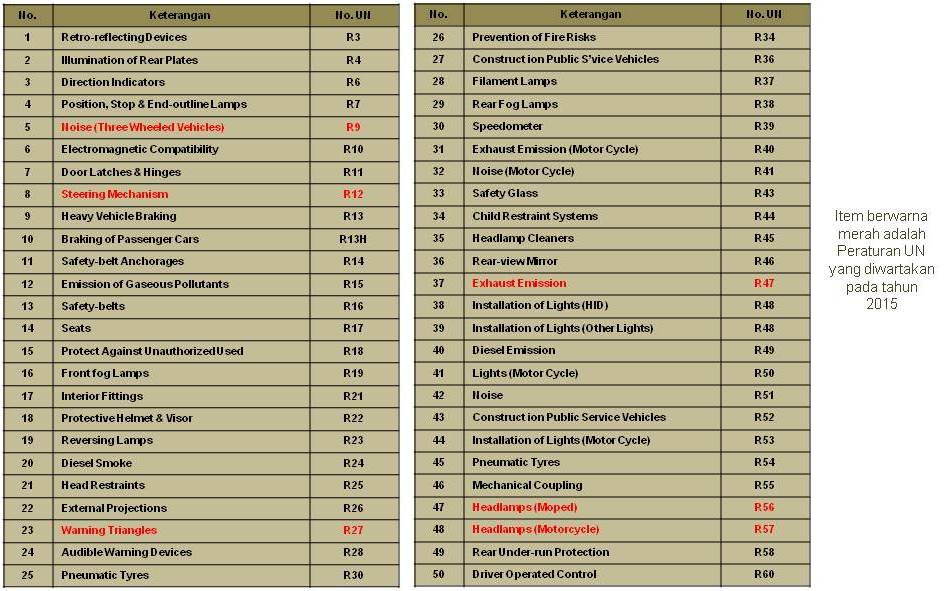 No. Keterangan No. UN
1 Retro-reflecting Devices R3
2 Illumination of Rear Plates R4
3 Direction Indicators R6
4 Position, Stop & End-outline Lamps R7
5 Noise (Three Wheeled Vehicles) R9
6 Electromagnetic Compatibility R10
7 Door Latches & Hinges R11
8 Steering Mechanism R12
9 Heavy Vehicle Braking R13
10 Braking of Passenger Cars R13H
11 Safety-belt Anchorages R14
12 Emission of Gaseous Pollutants R15
13 Safety-belts R16
14 Seats R17
15 Protect Against Unauthorized Used R18
16 Front fog Lamps R19
17 Interior Fittings R21
18 Protective Helmet & Visor R22
19 Reversing Lamps R23
20 Diesel Smoke R24
21 Head Restraints R25
22 External Projections R26
23 Warning Triangles R27
24 Audible Warning Devices R28
25 Pneumatic Tyres R30
No. Keterangan No. UN
26 Prevention of Fire Risks R34
27 Construct ion Public S'vice Vehicles R36
28 Filament Lamps R37
29 Rear Fog Lamps R38
30 Speedometer R39
31 Exhaust Emission (Motor Cycle) R40
32 Noise (Motor Cycle) R41
33 Safety Glass R43
34 Child Restraint Systems R44
35 Headlamp Cleaners R45
36 Rear-view Mirror R46
37 Exhaust Emission R47
38 Installation of Lights (HID) R48
39 Installation of Lights (Other Lights) R48
40 Diesel Emission R49
41 Lights (Motor Cycle) R50
42 Noise R51
43 Construct ion Public Service Vehicles R52
44 Installation of Lights (Motor Cycle) R53
45 Pneumatic Tyres R54
46 Mechanical Coupling R55
47 Headlamps (Moped) R56
48 Headlamps (Motorcycle) R57
49 Rear Under-run Protection R58
50 Driver Operated Control R60
Item berwarna
merah adalah
Peraturan UN
yang diwartakan
pada tahun
2015